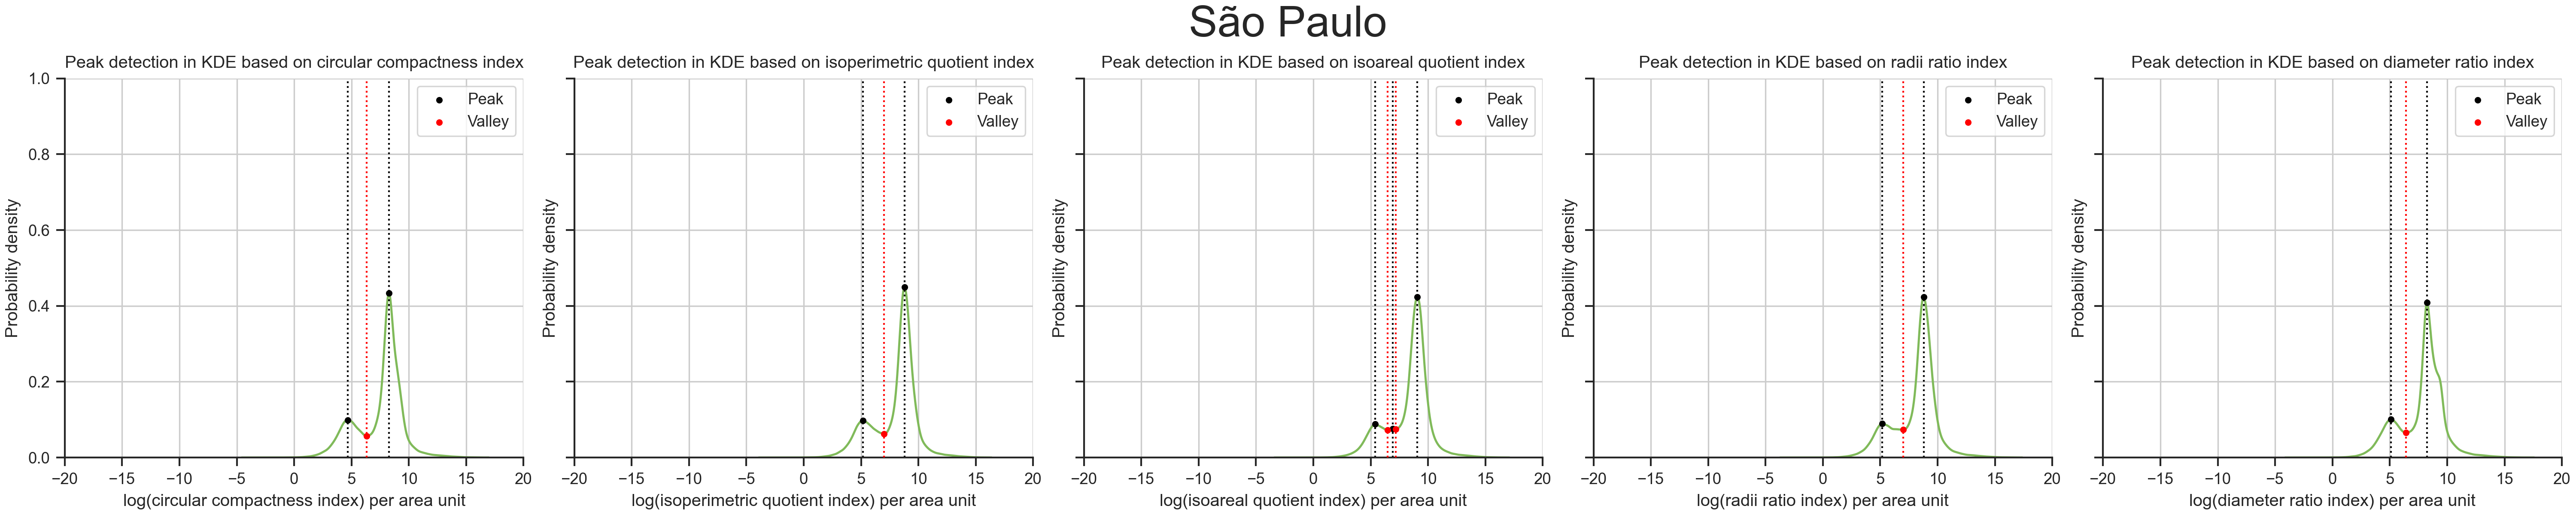 São Paulo
Peak detection in KDE based on circular compactness index
1.0
0.8
0.6
0.4
0.2
0.0
Probability density
Peak
Valley
−20 −15 −10 −5 0 5 10 15 20
log(circular compactness index) per area unit
Peak detection in KDE based on isoperimetric quotient index
Probability density
Peak
Valley
−20 −15 −10 −5 0 5 10 15 20
log(isoperimetric quotient index) per area unit
Peak detection in KDE based on isoareal quotient index
Probability density
Peak
Valley
−20 −15 −10 −5 0 5 10 15 20
log(isoareal quotient index) per area unit
Peak detection in KDE based on radii ratio index
Probability density
Peak
Valley
−20 −15 −10 −5 0 5 10 15 20
log(radii ratio index) per area unit
Peak detection in KDE based on diameter ratio index
Probability density
Peak
Valley
−20 −15 −10 −5 0 5 10 15 20
log(diameter ratio index) per area unit